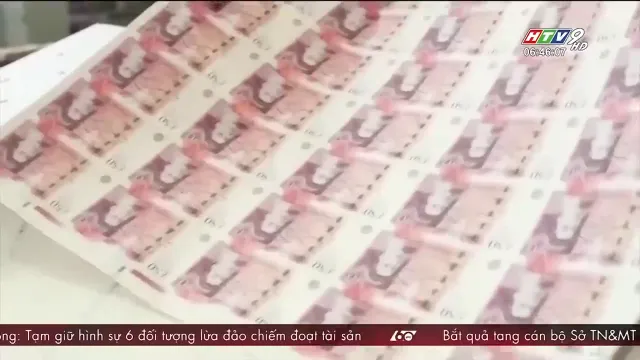 HTV9 HD
06:46:07
ong: Tạm giữ hình sự 6 đối tượng lừa đảo chiếm đoạt tài sản Bắt quả tang cán bộ Sở TN&MT